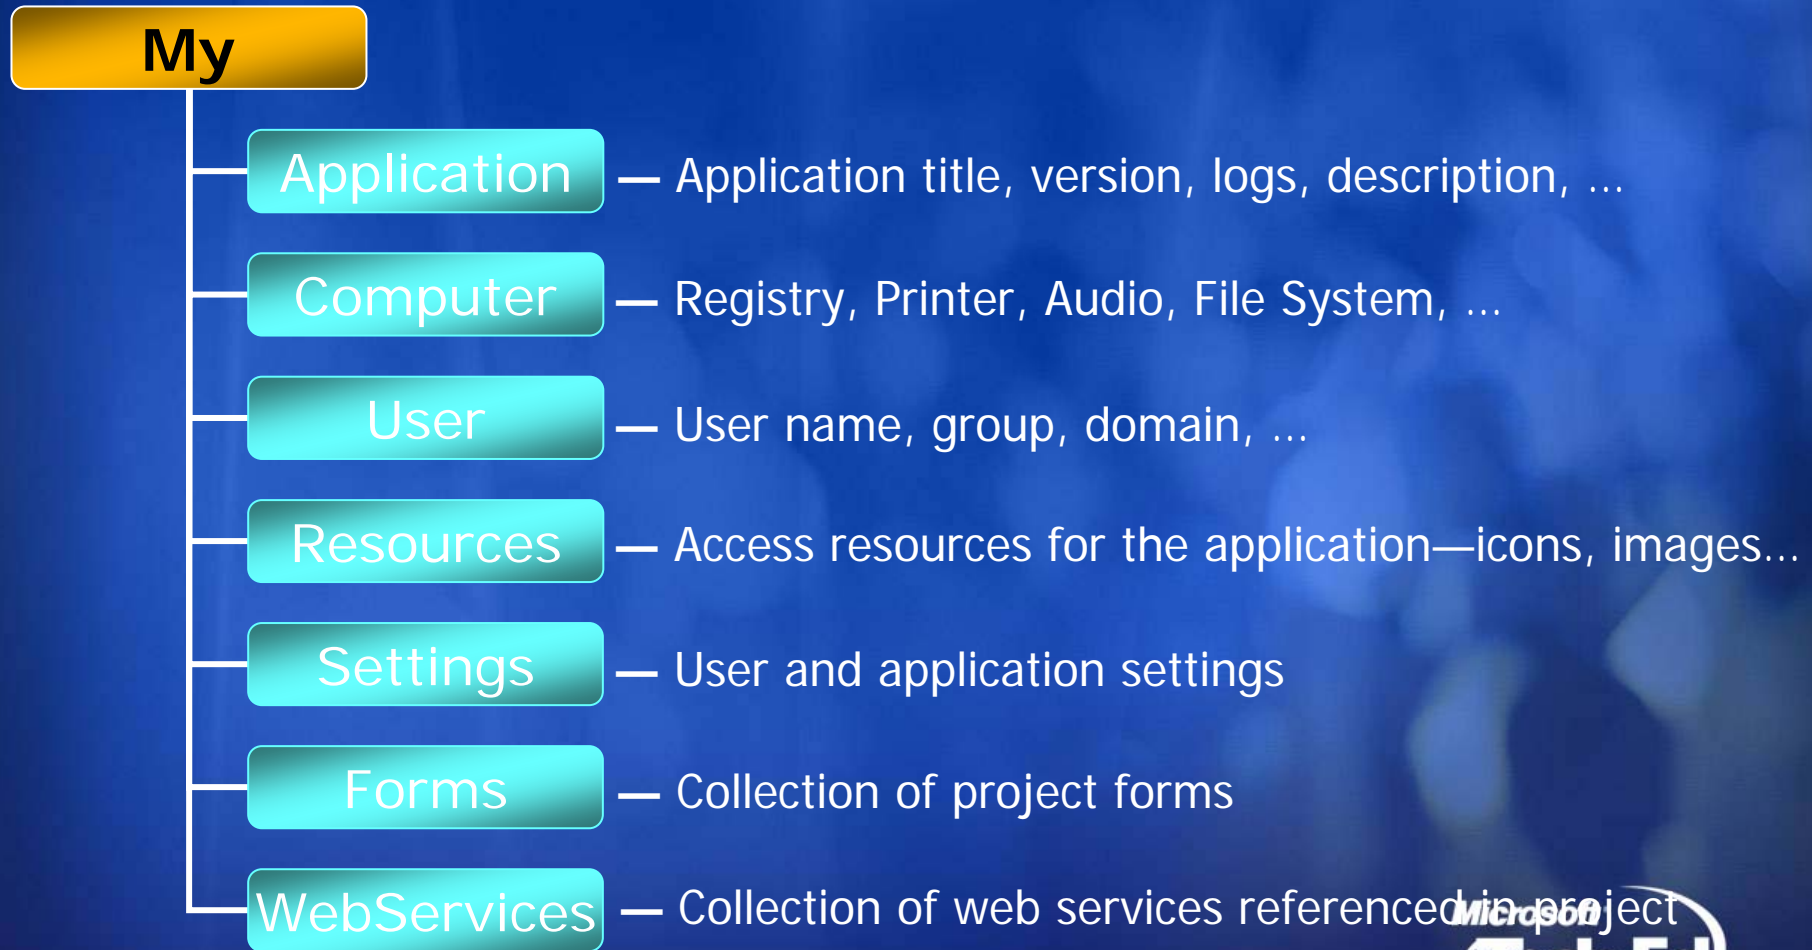 My
Application — Application title, version, logs, description, ...
Computer — Registry, Printer, Audio, File System, ...
User — User name, group, domain, ...
Resources — Access resources for the application—icons, images...
Settings — User and application settings
Forms — Collection of project forms
WebServices — Collection of web services referenced in project
Microsoft